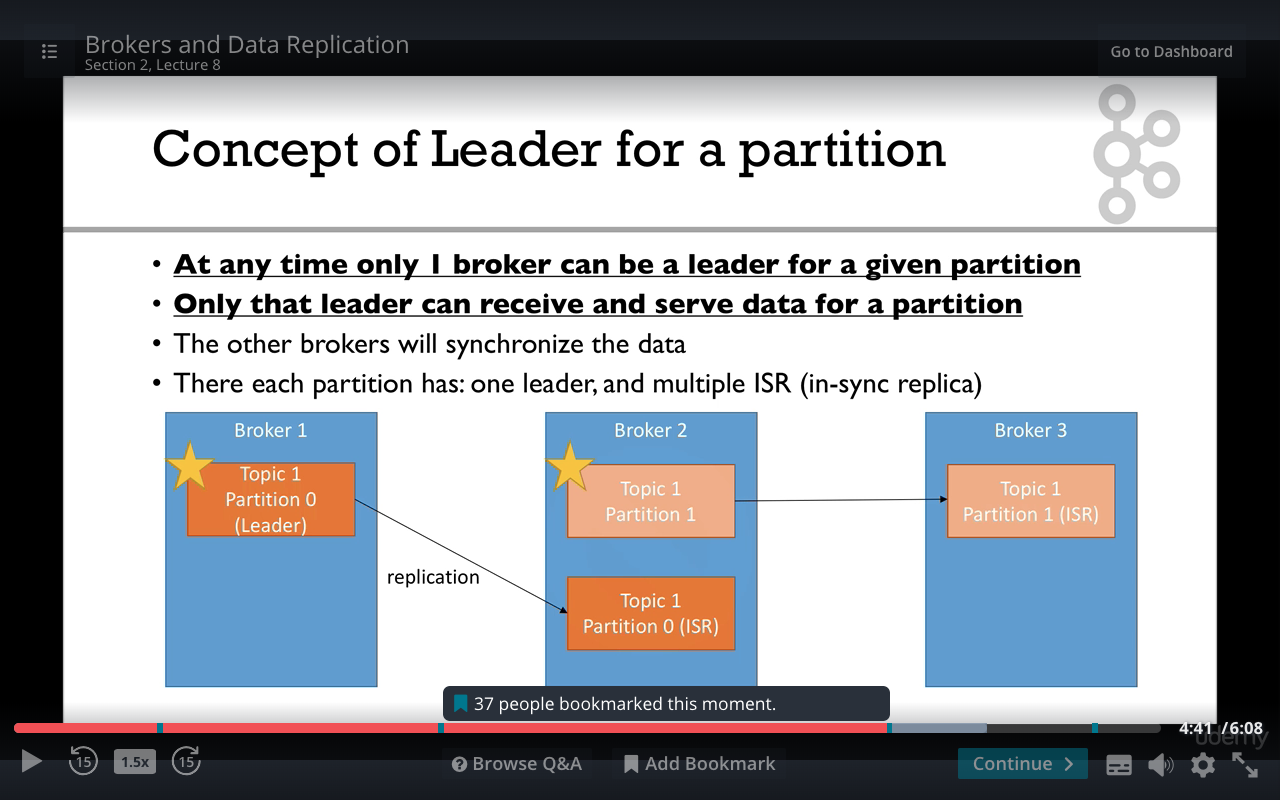 Brokers and Data Replication
Section 2, Lecture 8
Go to Dashboard
Concept of Leader for a partition
• At any time only 1 broker can be a leader for a given partition
• Only that leader can receive and serve data for a partition
• The other brokers will synchronize the data
• There each partition has: one leader, and multiple ISR (in-sync replica)
Broker 1
Topic 1
Partition 0
(Leader)
replication
Broker 2
Topic 1
Partition 1
Topic 1
Partition 0 (ISR)
Broker 3
Topic 1
Partition 1 (ISR)
37 people bookmarked this moment.
4:41 /6:08
udemy
15
1.5x
15
Browse Q&A
Add Bookmark
Continue